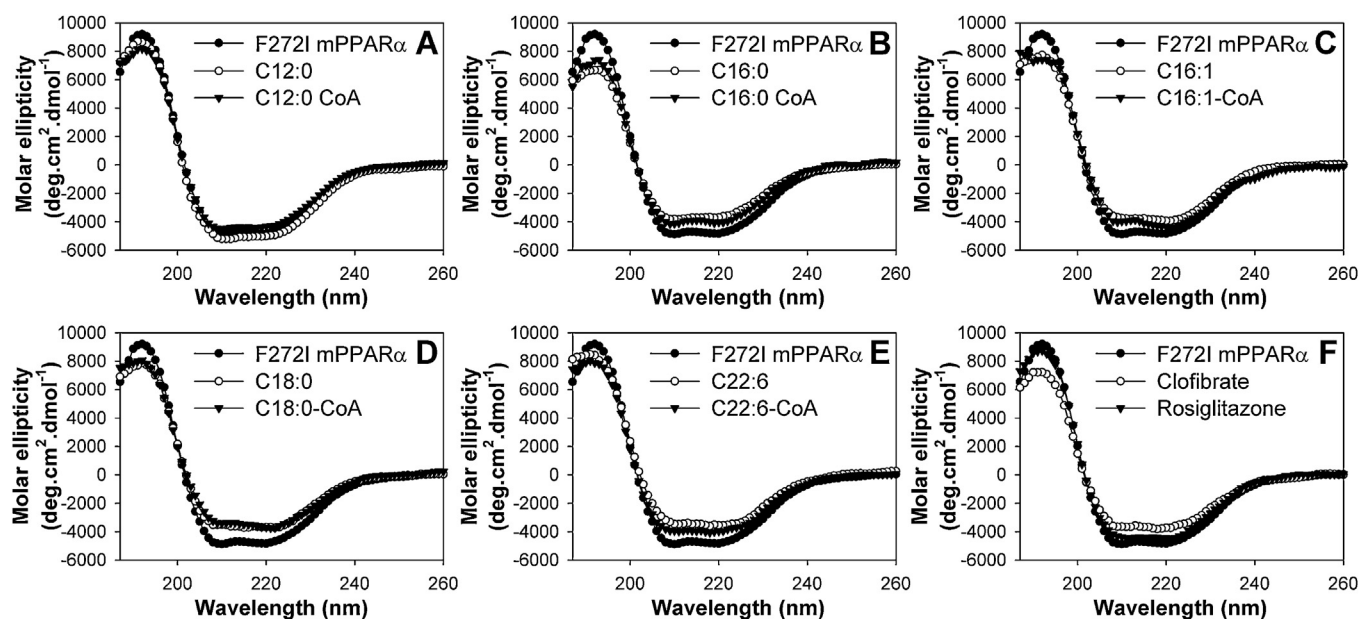 Molar ellipticity
(deg.cm².dmol⁻¹)
10000
8000
6000
4000
2000
0
-2000
-4000
-6000
A
F272I mPPARα
C12:0
C12:0 CoA
200 220 240 260
Wavelength (nm)
Molar ellipticity
(deg.cm².dmol⁻¹)
10000
8000
6000
4000
2000
0
-2000
-4000
-6000
B
F272I mPPARα
C16:0
C16:0 CoA
200 220 240 260
Wavelength (nm)
Molar ellipticity
(deg.cm².dmol⁻¹)
10000
8000
6000
4000
2000
0
-2000
-4000
-6000
C
F272I mPPARα
C16:1
C16:1-CoA
200 220 240 260
Wavelength (nm)
Molar ellipticity
(deg.cm².dmol⁻¹)
10000
8000
6000
4000
2000
0
-2000
-4000
-6000
D
F272I mPPARα
C18:0
C18:0-CoA
200 220 240 260
Wavelength (nm)
Molar ellipticity
(deg.cm².dmol⁻¹)
10000
8000
6000
4000
2000
0
-2000
-4000
-6000
E
F272I mPPARα
C22:6
C22:6-CoA
200 220 240 260
Wavelength (nm)
Molar ellipticity
(deg.cm².dmol⁻¹)
10000
8000
6000
4000
2000
0
-2000
-4000
-6000
F
F272I mPPARα
Clofibrate
Rosiglitazone
200 220 240 260
Wavelength (nm)